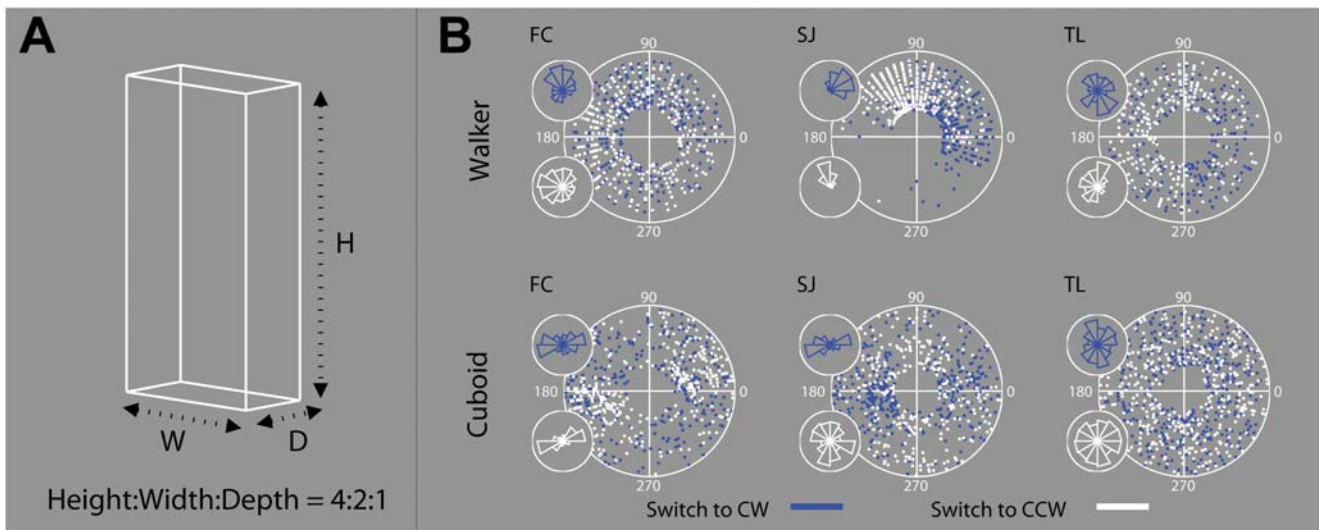 A
H
W
D
Height:Width:Depth = 4:2:1
B
Walker
FC
90
180
0
270
SJ
90
180
0
270
TL
90
180
0
270
Cuboid
FC
90
180
0
270
SJ
90
180
0
270
TL
90
180
0
270
Switch to CW
Switch to CCW